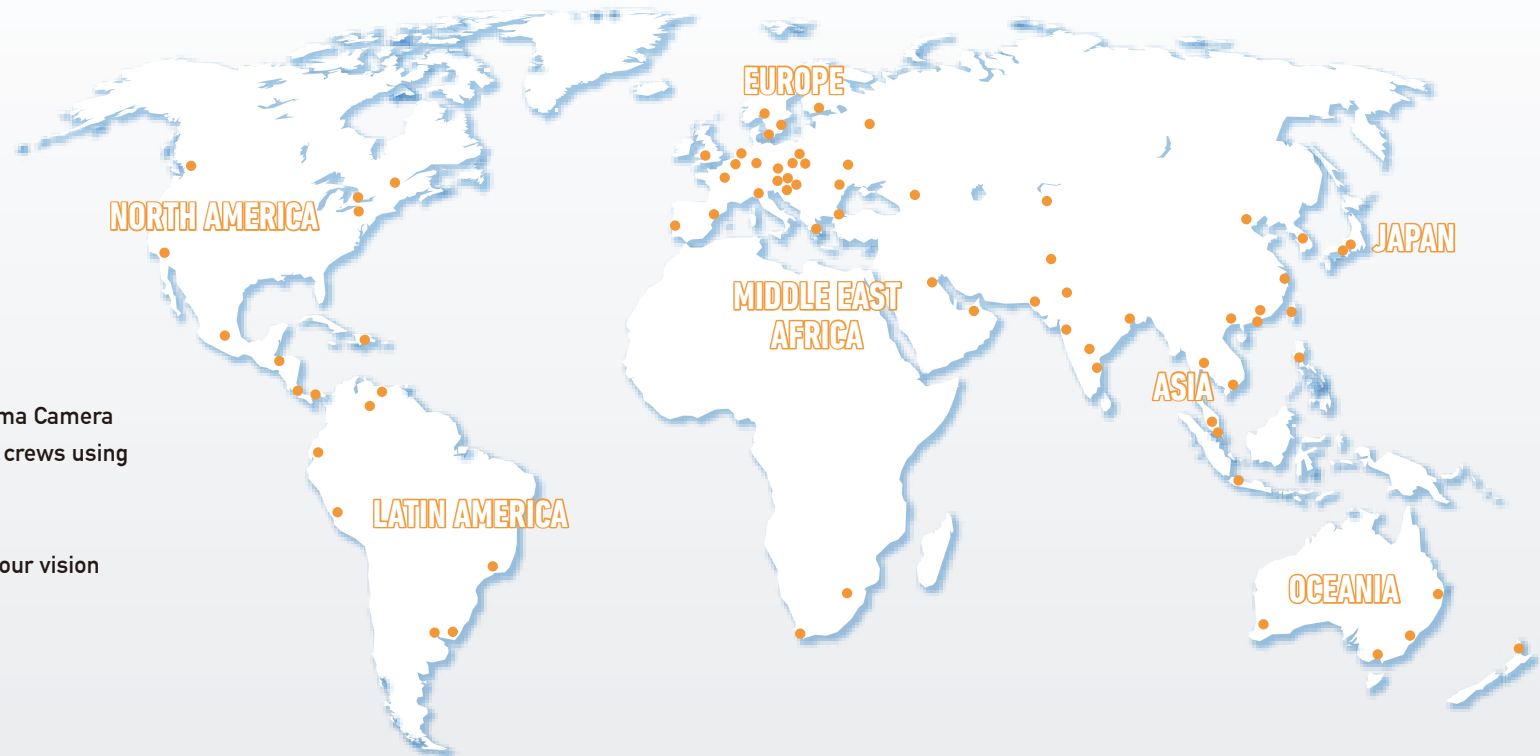 EUROPE
NORTH AMERICA
JAPAN
MIDDLE EAST
AFRICA
ASIA
ma Camera
crews using
LATIN AMERICA
our vision
OCEANIA